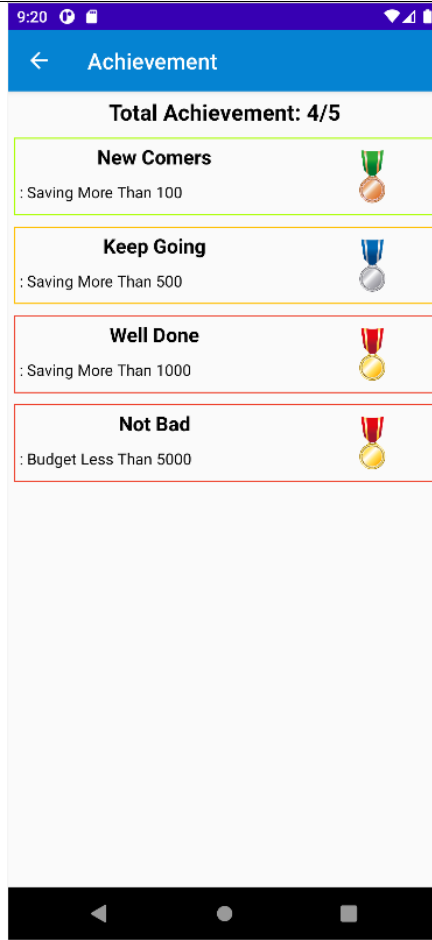 9:20
Achievement
Total Achievement: 4/5
New Comers
: Saving More Than 100
Keep Going
: Saving More Than 500
Well Done
: Saving More Than 1000
Not Bad
: Budget Less Than 5000